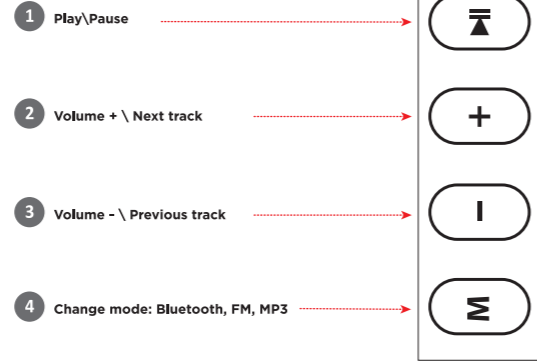 1 Play\Pause
2 Volume + \ Next track
+
3 Volume - \ Previous track
-
4 Change mode: Bluetooth, FM, MP3
M